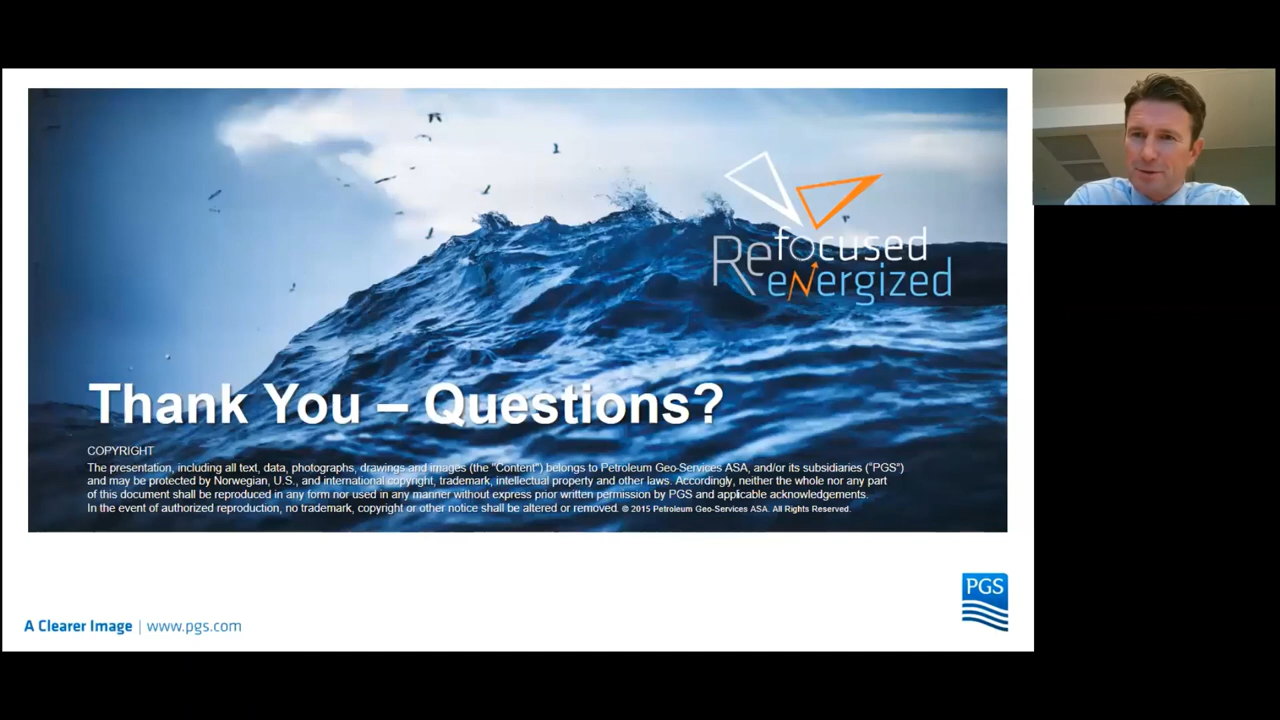 Refocused
energized
Thank You – Questions?
COPYRIGHT
The presentation, including all text, data, photographs, drawings and images (the "Content") belongs to Petroleum Geo-Services ASA, and/or its subsidiaries ("PGS")
and may be protected by Norwegian, U.S., and international copyright, trademark, intellectual property and other laws. Accordingly, neither the whole nor any part
of this document shall be reproduced in any form nor used in any manner without express prior written permission by PGS and applicable acknowledgements.
In the event of authorized reproduction, no trademark, copyright or other notice shall be altered or removed. © 2015 Petroleum Geo-Services ASA. All Rights Reserved.
PGS
A Clearer Image | www.pgs.com